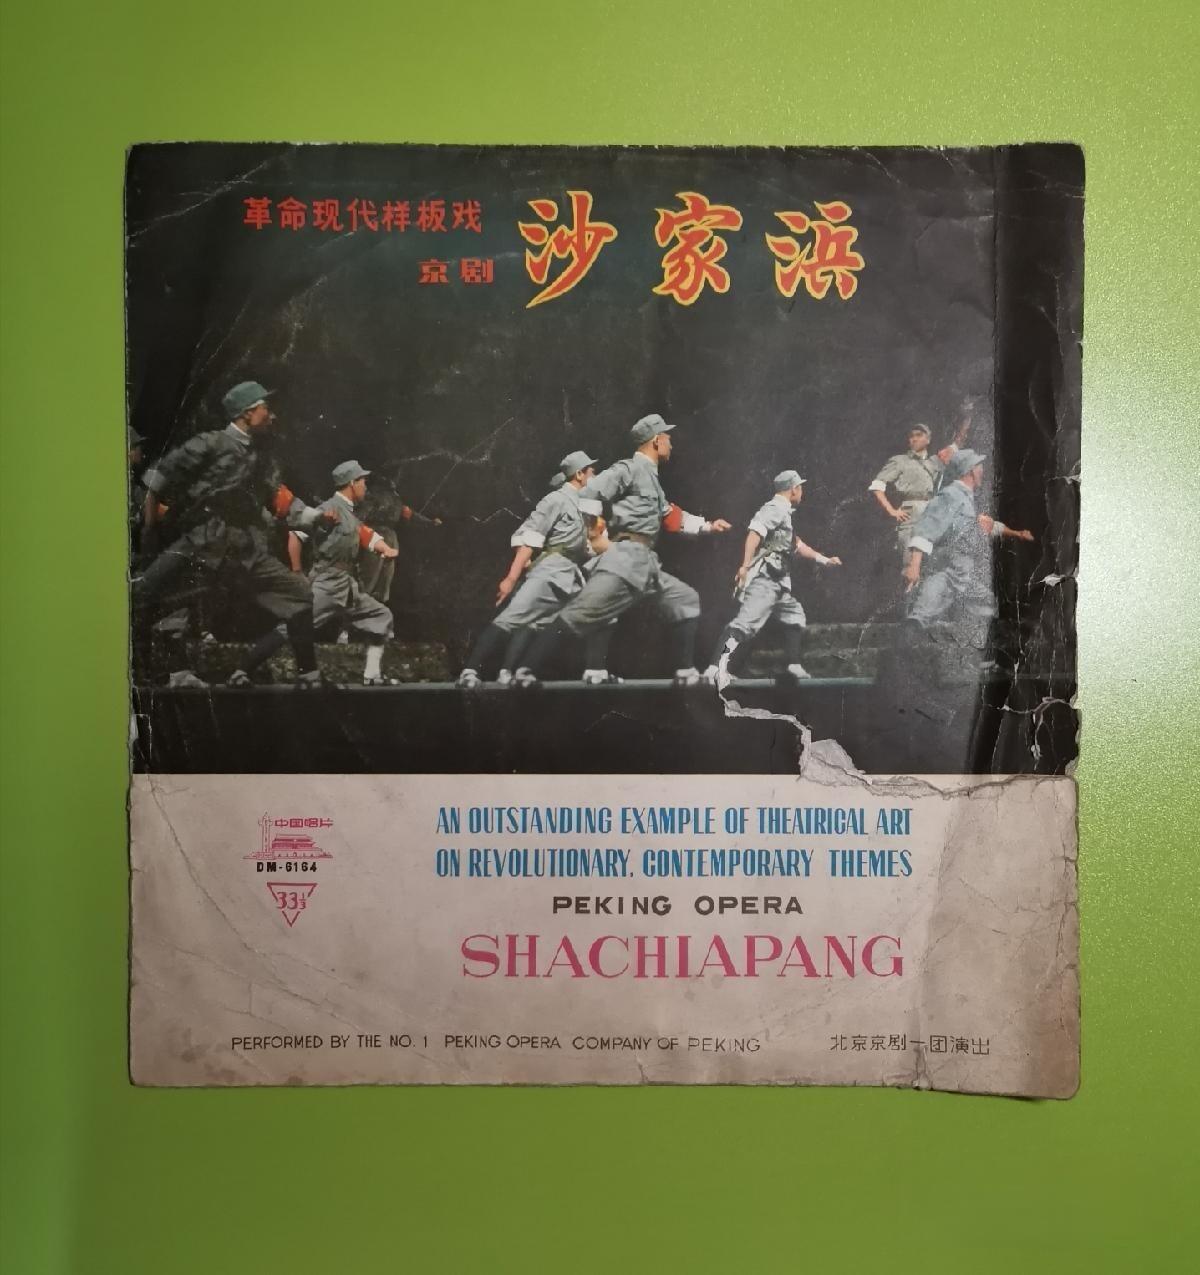 革命现代样板戏
京剧
沙家浜
中国唱片
DM-6164
33⅓
AN OUTSTANDING EXAMPLE OF THEATRICAL ART
ON REVOLUTIONARY, CONTEMPORARY THEMES
PEKING OPERA
SHACHIAPANG
PERFORMED BY THE NO. 1 PEKING OPERA COMPANY OF PEKING
北京京剧一团演出